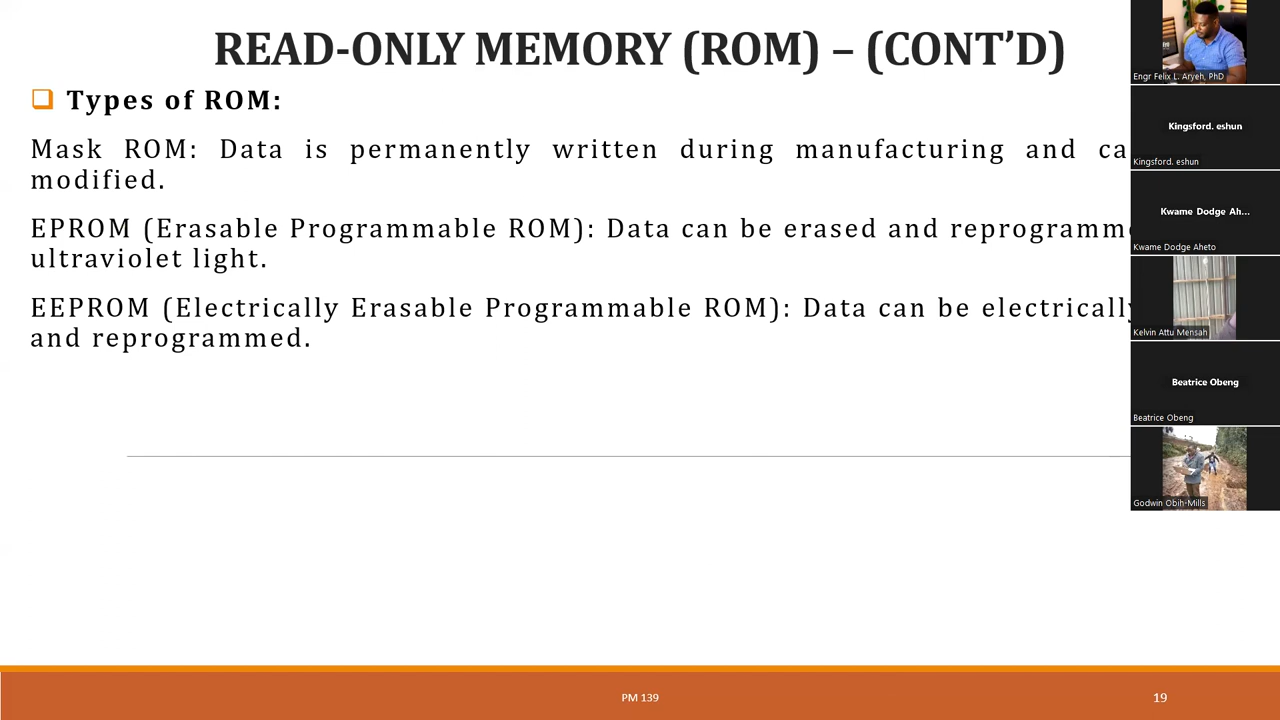 READ-ONLY MEMORY (ROM) – (CONT’D)
Types of ROM:
Mask ROM: Data is permanently written during manufacturing and
modified.
EPROM (Erasable Programmable ROM): Data can be erased and
ultraviolet light.
EEPROM (Electrically Erasable Programmable ROM): Data can be electrically
and reprogrammed.
PM 139
19
Engr Felix L. Aryeh, PhD
Kingsford. eshun
Kingsford. eshun
Kwame Dodge Ah...
Kwame Dodge Aheto
Kelvin Attu Mensah
Beatrice Obeng
Beatrice Obeng
Godwin Obih-Mills